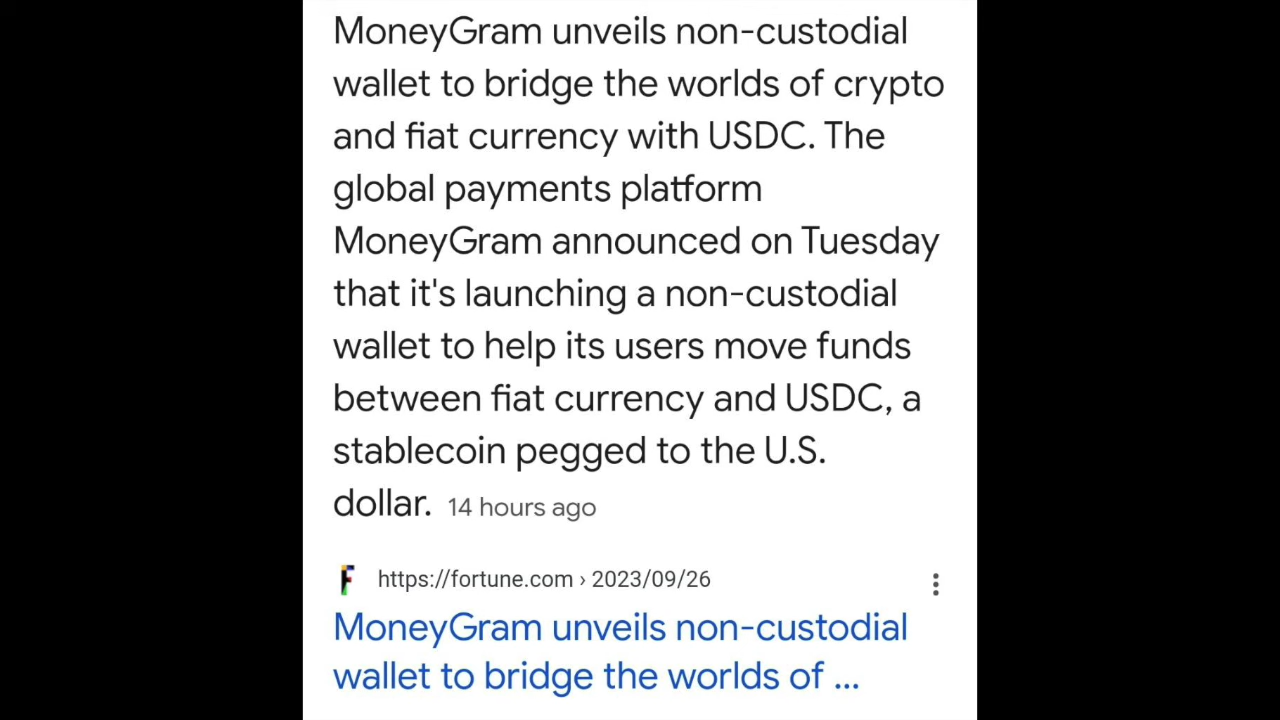 MoneyGram unveils non-custodial
wallet to bridge the worlds of crypto
and fiat currency with USDC. The
global payments platform
MoneyGram announced on Tuesday
that it's launching a non-custodial
wallet to help its users move funds
between fiat currency and USDC, a
stablecoin pegged to the U.S.
dollar. 14 hours ago
F https://fortune.com › 2023/09/26
MoneyGram unveils non-custodial
wallet to bridge the worlds of ...